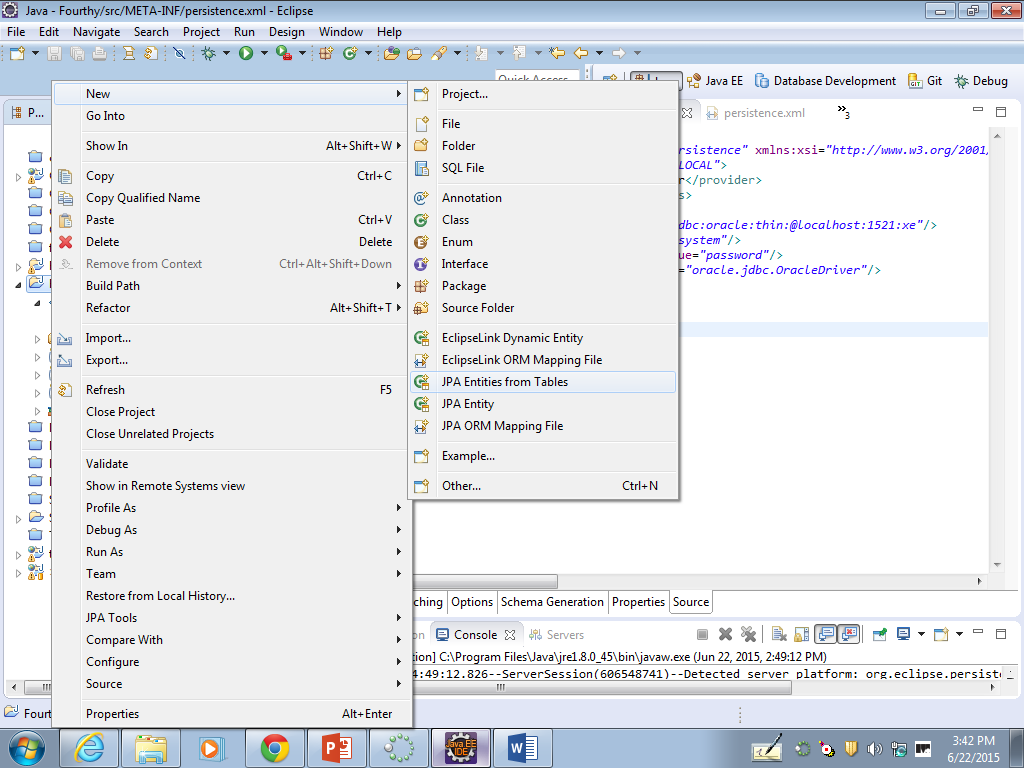 Java - Fourthy/src/META-INF/persistence.xml - Eclipse
File Edit Navigate Search Project Run Design Window Help
Quick Access
Java EE Database Development Git Debug
P...
persistence.xml
»3
New
Go Into
Show In Alt+Shift+W
Copy Ctrl+C
Copy Qualified Name
Paste Ctrl+V
Delete Delete
Remove from Context Ctrl+Alt+Shift+Down
Build Path
Refactor Alt+Shift+T
Import...
Export...
Refresh F5
Close Project
Close Unrelated Projects
Validate
Show in Remote Systems view
Profile As
Debug As
Run As
Team
Restore from Local History...
JPA Tools
Compare With
Configure
Source
Properties Alt+Enter
Project...
File
Folder
SQL File
Annotation
Class
Enum
Interface
Package
Source Folder
EclipseLink Dynamic Entity
EclipseLink ORM Mapping File
JPA Entities from Tables
JPA Entity
JPA ORM Mapping File
Example...
Other... Ctrl+N
rsistence" xmlns:xsi="http://www.w3.org/2001/
LOCAL">
r</provider>
s>
dbc:oracle:thin:@localhost:1521:xe"/>
system"/>
ue="password"/>
="oracle.jdbc.OracleDriver"/>
ching Options Schema Generation Properties Source
on Console Servers
tion] C:\Program Files\Java\jre1.8.0_45\bin\javaw.exe (Jun 22, 2015, 2:49:12 PM)
4:49:12.826--ServerSession(606548741)--Detected server platform: org.eclipse.persiste
Fourt
Java EE
IDE
3:42 PM
6/22/2015